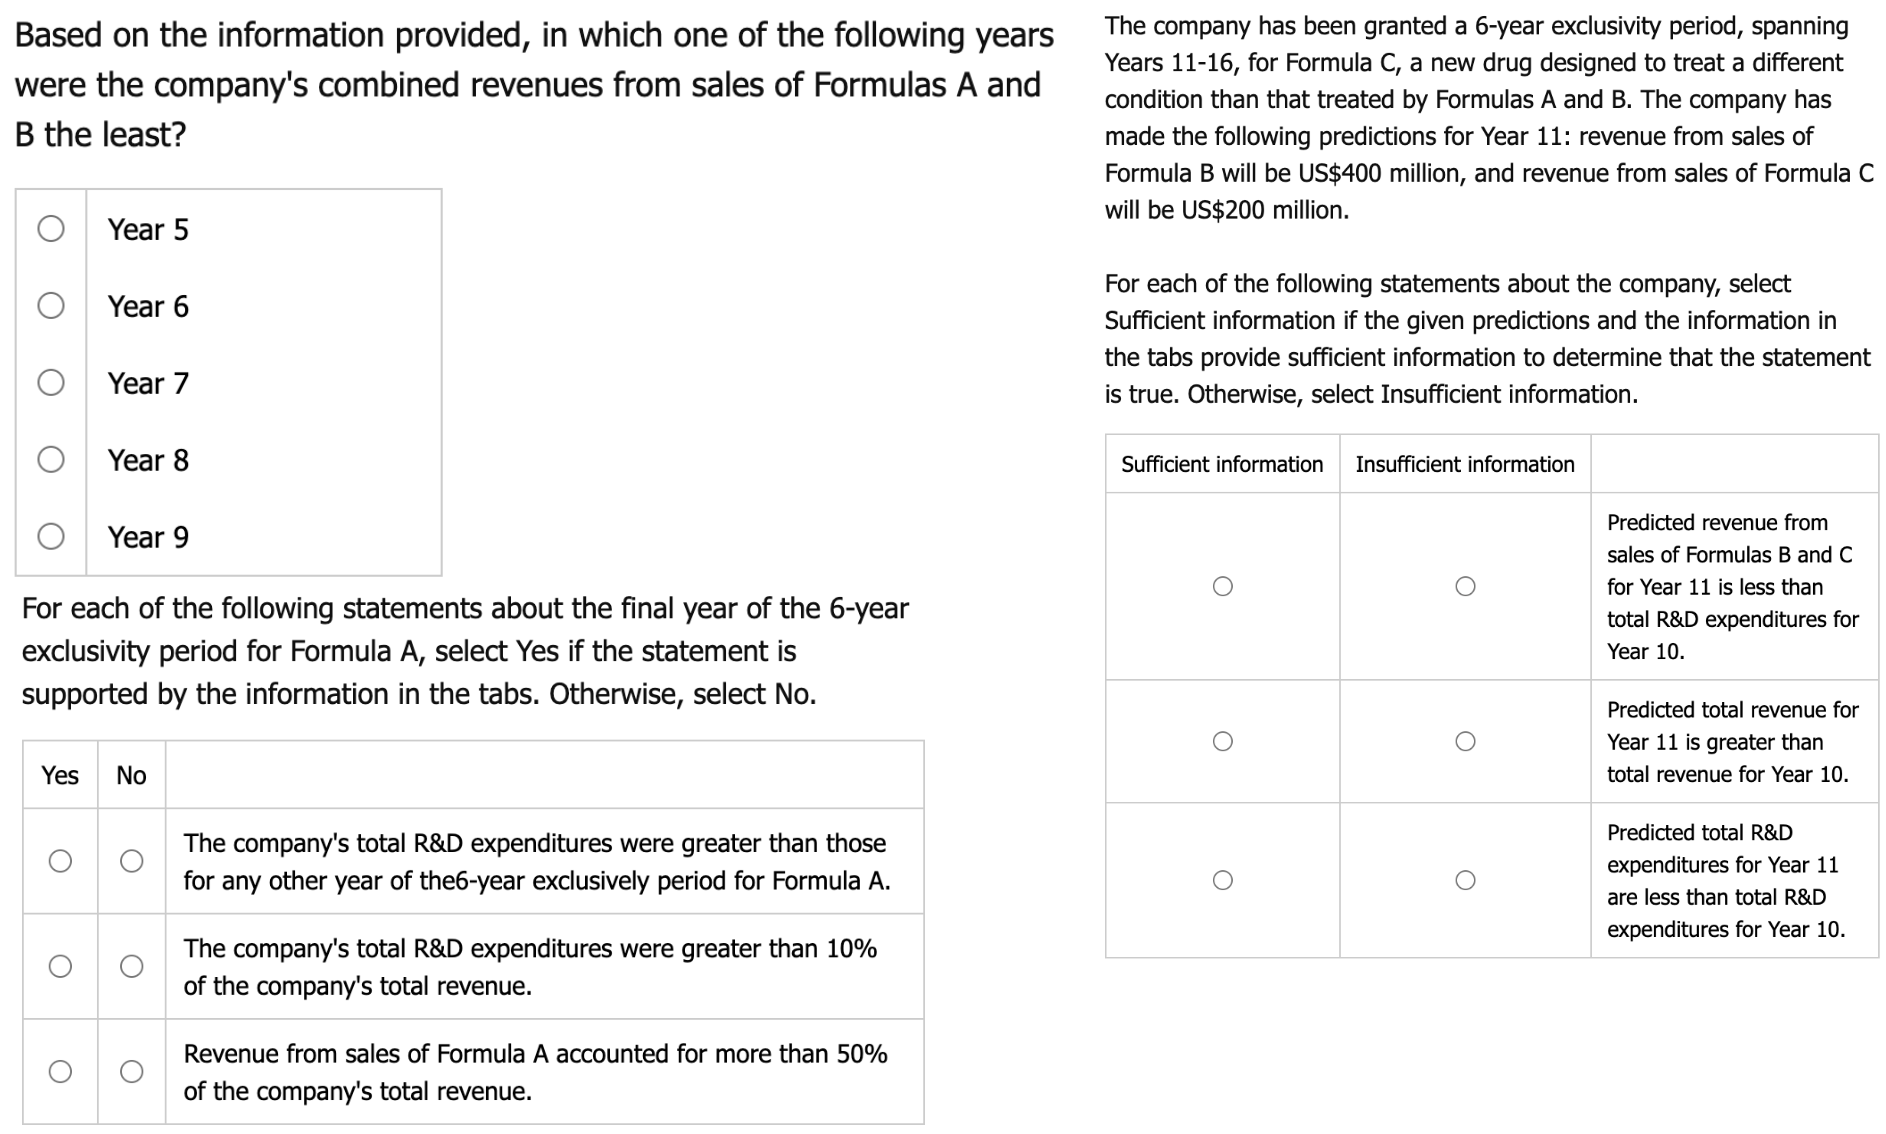 Based on the information provided, in which one of the following years
were the company's combined revenues from sales of Formulas A and
B the least?
Year 5
Year 6
Year 7
Year 8
Year 9
For each of the following statements about the final year of the 6-year
exclusivity period for Formula A, select Yes if the statement is
supported by the information in the tabs. Otherwise, select No.
Yes No
The company's total R&D expenditures were greater than those
for any other year of the6-year exclusively period for Formula A.
The company's total R&D expenditures were greater than 10%
of the company's total revenue.
Revenue from sales of Formula A accounted for more than 50%
of the company's total revenue.
The company has been granted a 6-year exclusivity period, spanning
Years 11-16, for Formula C, a new drug designed to treat a different
condition than that treated by Formulas A and B. The company has
made the following predictions for Year 11: revenue from sales of
Formula B will be US$400 million, and revenue from sales of Formula C
will be US$200 million.
For each of the following statements about the company, select
Sufficient information if the given predictions and the information in
the tabs provide sufficient information to determine that the statement
is true. Otherwise, select Insufficient information.
Sufficient information Insufficient information
Predicted revenue from
sales of Formulas B and C
for Year 11 is less than
total R&D expenditures for
Year 10.
Predicted total revenue for
Year 11 is greater than
total revenue for Year 10.
Predicted total R&D
expenditures for Year 11
are less than total R&D
expenditures for Year 10.